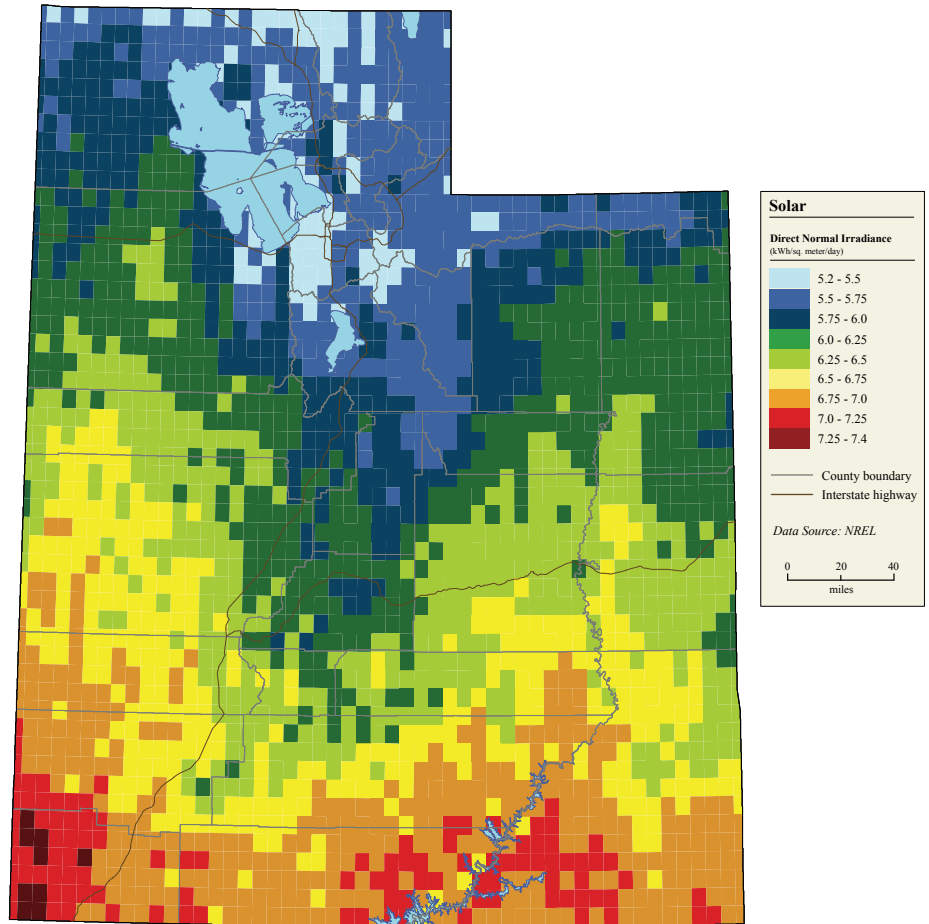 Solar
Direct Normal Irradiance
(kWh/sq. meter/day)
5.2 - 5.5
5.5 - 5.75
5.75 - 6.0
6.0 - 6.25
6.25 - 6.5
6.5 - 6.75
6.75 - 7.0
7.0 - 7.25
7.25 - 7.4
County boundary
Interstate highway
Data Source: NREL
0 20 40
miles